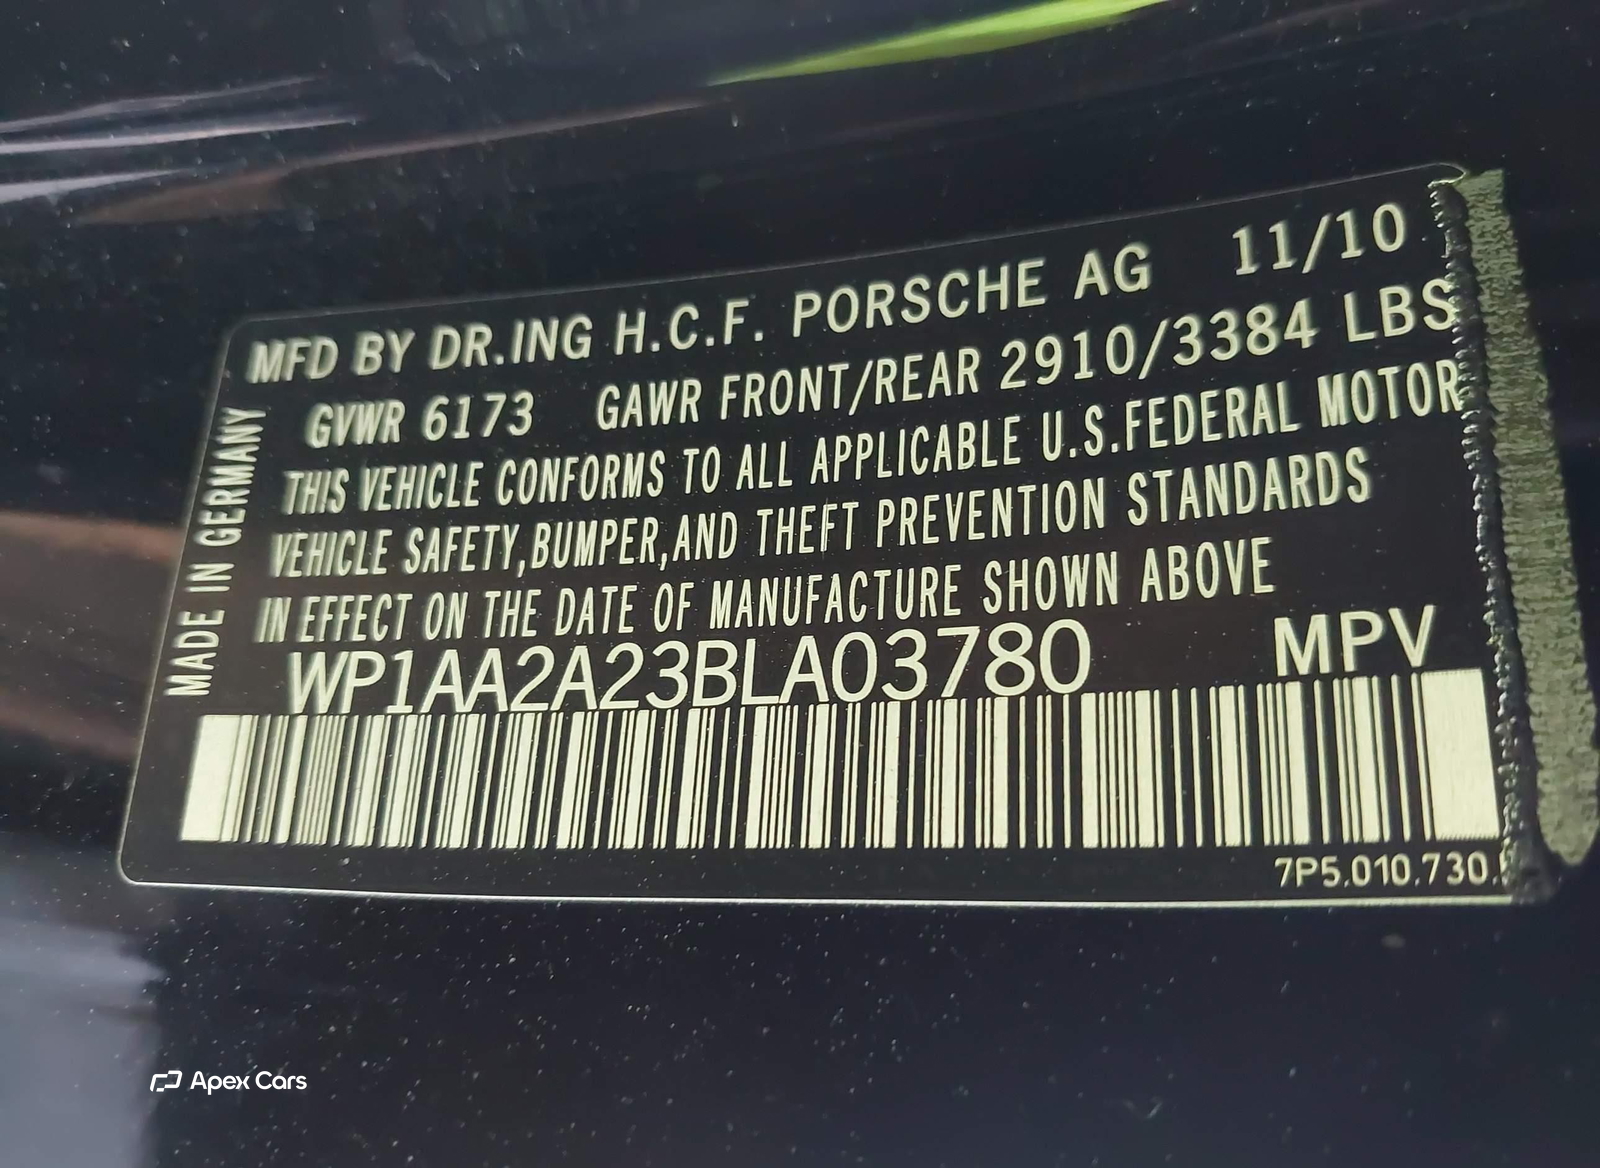 MFD BY DR.ING H.C.F. PORSCHE AG 11/10
GVWR 6173 GAWR FRONT/REAR 2910/3384 LBS
THIS VEHICLE CONFORMS TO ALL APPLICABLE U.S.FEDERAL MOTOR
VEHICLE SAFETY,BUMPER,AND THEFT PREVENTION STANDARDS
IN EFFECT ON THE DATE OF MANUFACTURE SHOWN ABOVE
WP1AA2A23BLA03780 MPV
MADE IN GERMANY
7P5.010.730.
Apex Cars